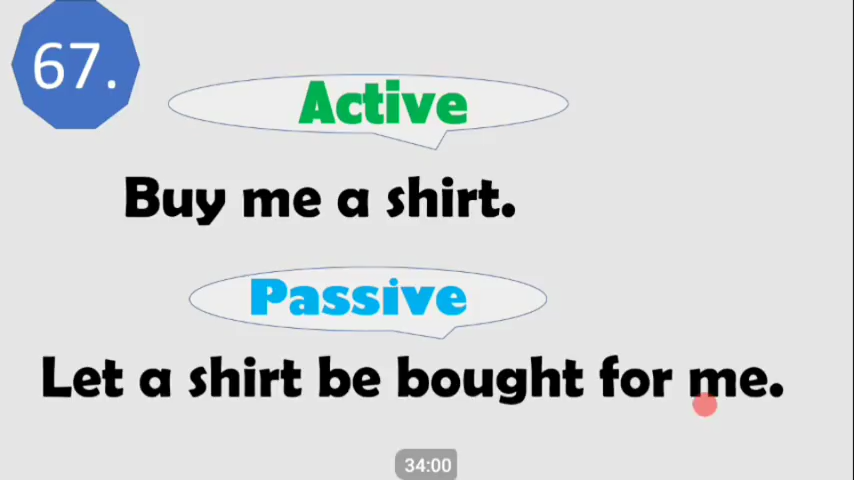 67.
Active
Buy me a shirt.
Passive
Let a shirt be bought for me.
34:00